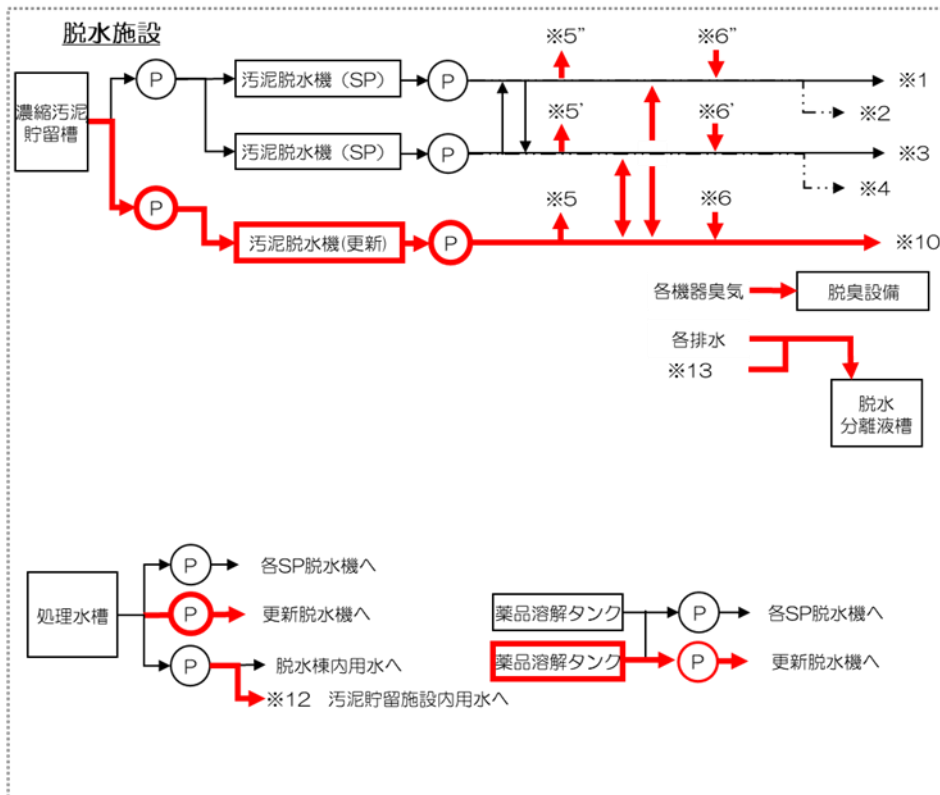 脱水施設
※5” ※6”
P 汚泥脱水機（SP） P ※1
濃縮汚泥
貯留槽
※2
※5’ ※6’
汚泥脱水機（SP） P ※3
※4
※5 ※6
P
汚泥脱水機(更新) P ※10
各機器臭気 脱臭設備
各排水
※13
脱水
分離液槽
P 各SP脱水機へ
処理水槽 P 更新脱水機へ
P 脱水棟内用水へ
※12 汚泥貯留施設内用水へ
薬品溶解タンク P 各SP脱水機へ
薬品溶解タンク P 更新脱水機へ